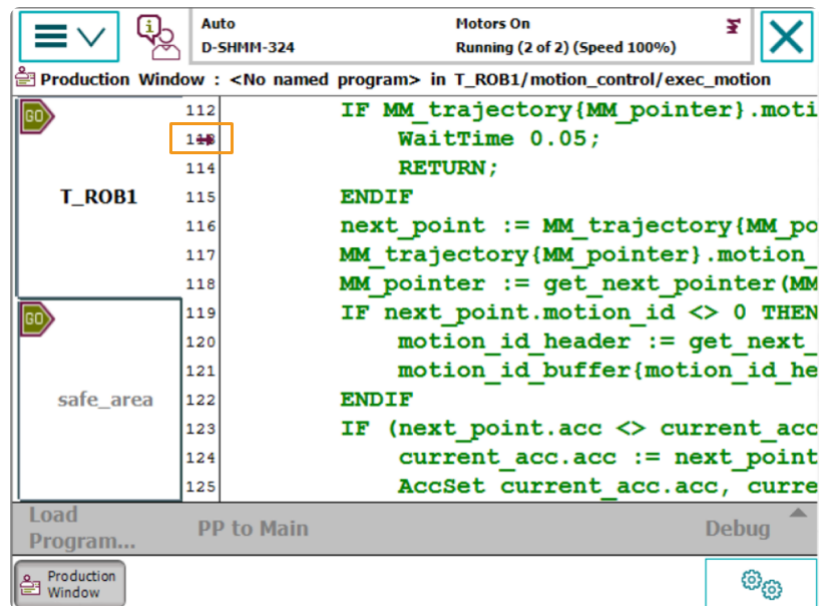 Auto
D-SHMM-324
Motors On
Running (2 of 2) (Speed 100%)
Production Window : <No named program> in T_ROB1/motion_control/exec_motion
GO
T_ROB1
GO
safe_area
112 IF MM_trajectory{MM_pointer}.moti
113 WaitTime 0.05;
114 RETURN;
115 ENDIF
116 next_point := MM_trajectory{MM_po
117 MM_trajectory{MM_pointer}.motion_
118 MM_pointer := get_next_pointer(MM
119 IF next_point.motion_id <> 0 THEN
120 motion_id_header := get_next_
121 motion_id_buffer{motion_id_he
122 ENDIF
123 IF (next_point.acc <> current_acc
124 current_acc.acc := next_point
125 AccSet current_acc.acc, curre
Load
Program...
PP to Main
Debug
Production
Window